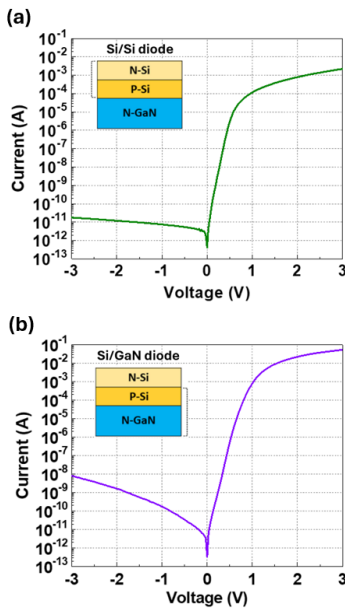 (a)
Si/Si diode
N-Si
P-Si
N-GaN
Current (A)
10⁻¹
10⁻²
10⁻³
10⁻⁴
10⁻⁵
10⁻⁶
10⁻⁷
10⁻⁸
10⁻⁹
10⁻¹⁰
10⁻¹¹
10⁻¹²
10⁻¹³
-3 -2 -1 0 1 2 3
Voltage (V)
(b)
Si/GaN diode
N-Si
P-Si
N-GaN
Current (A)
10⁻¹
10⁻²
10⁻³
10⁻⁴
10⁻⁵
10⁻⁶
10⁻⁷
10⁻⁸
10⁻⁹
10⁻¹⁰
10⁻¹¹
10⁻¹²
10⁻¹³
-3 -2 -1 0 1 2 3
Voltage (V)